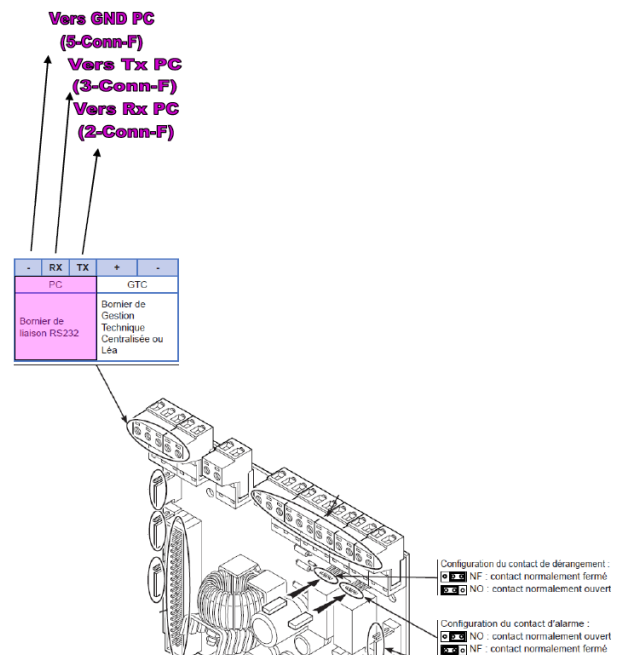 Vers GND PC
(5-Conn-F)
Vers Tx PC
(3-Conn-F)
Vers Rx PC
(2-Conn-F)
- RX TX + -
PC GTC
Bornier de
liaison RS232
Bornier de
Gestion
Technique
Centralisée ou
Léa
Configuration du contact de dérangement :
NF : contact normalement fermé
NO : contact normalement ouvert
Configuration du contact d'alarme :
NO : contact normalement ouvert
NF : contact normalement fermé